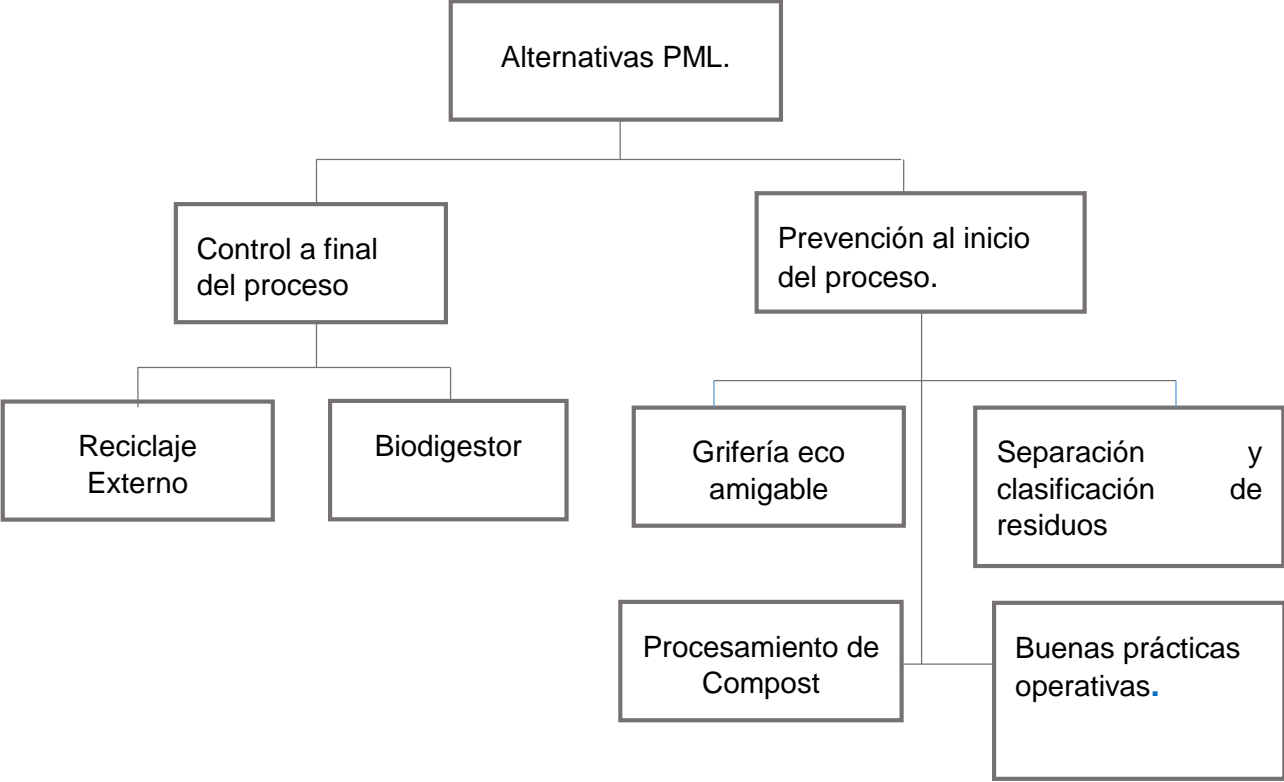 Alternativas PML.
Control a final
del proceso
Prevención al inicio
del proceso.
Reciclaje
Externo
Biodigestor
Grifería eco
amigable
Separación y
clasificación de
residuos
Procesamiento de
Compost
Buenas prácticas
operativas.